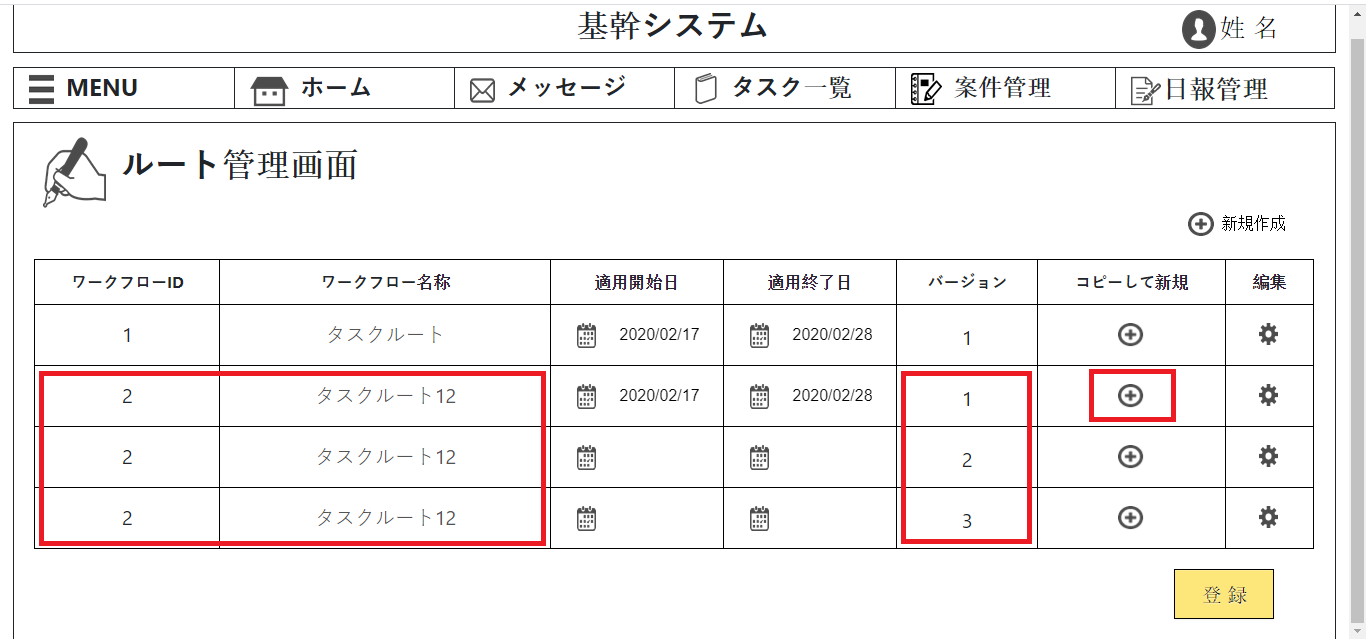 基幹システム
姓 名
MENU ホーム メッセージ タスク一覧 案件管理 日報管理
ルート管理画面
新規作成
ワークフローID ワークフロー名称 適用開始日 適用終了日 バージョン コピーして新規 編集
1 タスクルート 2020/02/17 2020/02/28 1
2 タスクルート12 2020/02/17 2020/02/28 1
2 タスクルート12 2
2 タスクルート12 3
登 録